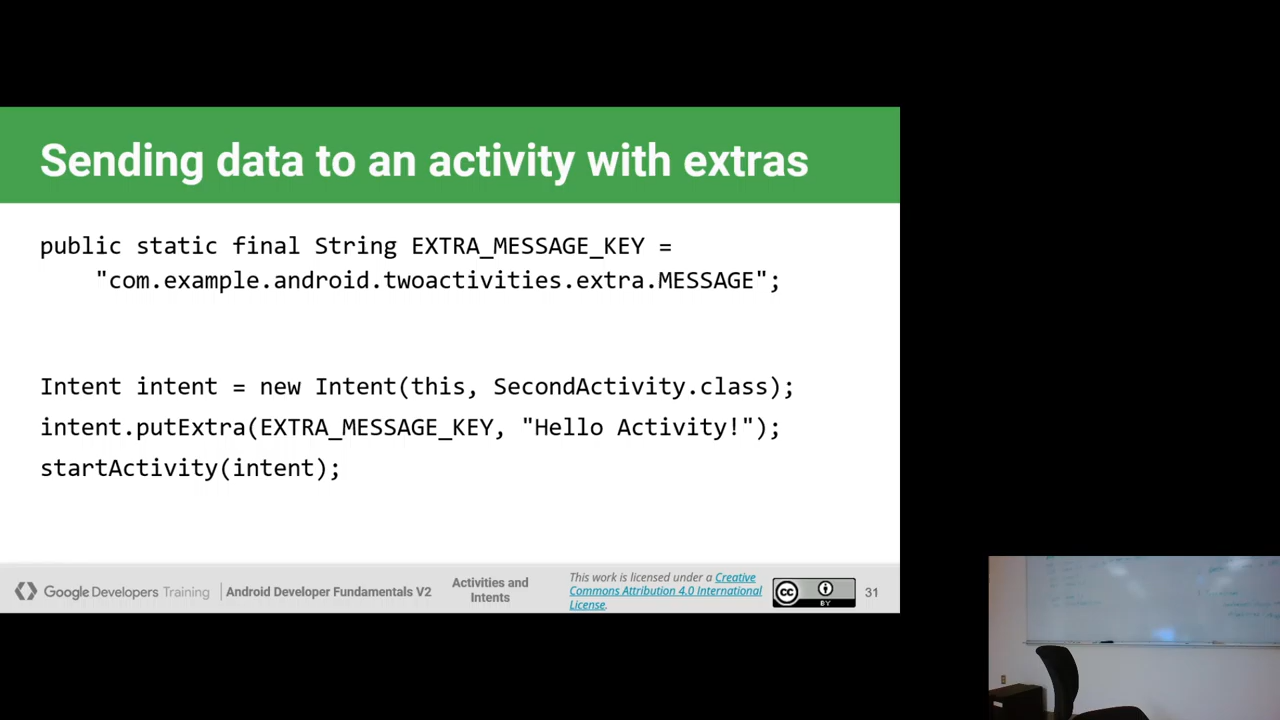 Sending data to an activity with extras
public static final String EXTRA_MESSAGE_KEY =
"com.example.android.twoactivities.extra.MESSAGE";
Intent intent = new Intent(this, SecondActivity.class);
intent.putExtra(EXTRA_MESSAGE_KEY, "Hello Activity!");
startActivity(intent);
Google Developers Training
Android Developer Fundamentals V2
Activities and
Intents
This work is licensed under a Creative
Commons Attribution 4.0 International
License.
cc
BY
31